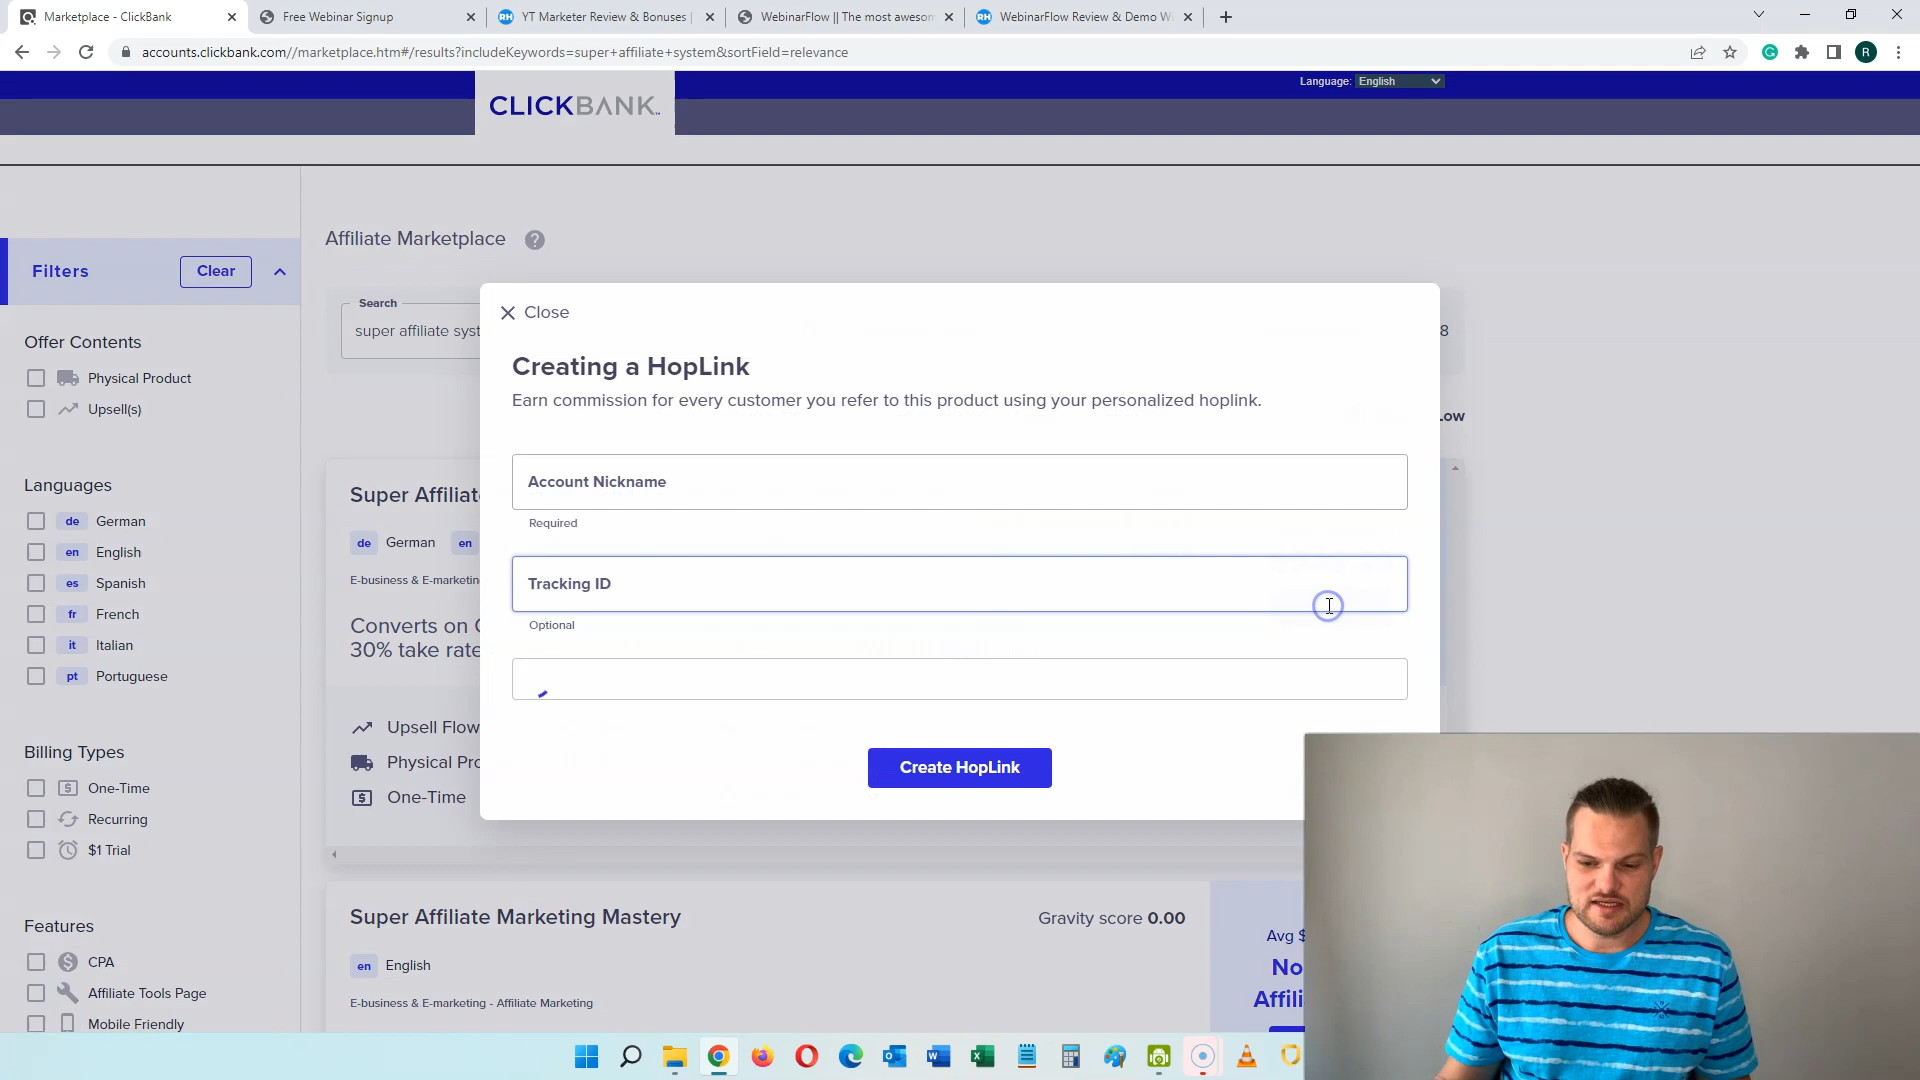 Marketplace - ClickBank
Free Webinar Signup
RH YT Marketer Review & Bonuses |
WebinarFlow || The most awesom
RH WebinarFlow Review & Demo Wi
accounts.clickbank.com//marketplace.htm#/results?includeKeywords=super+affiliate+system&sortField=relevance
R
Language: English
CLICKBANK
Affiliate Marketplace ?
Filters
Clear
Search
super affiliate syst
8
Low
Close
Creating a HopLink
Earn commission for every customer you refer to this product using your personalized hoplink.
Account Nickname
Required
Tracking ID
Optional
Create HopLink
Offer Contents
Physical Product
Upsell(s)
Languages
de German
en English
es Spanish
fr French
it Italian
pt Portuguese
Billing Types
One-Time
Recurring
$1 Trial
Features
CPA
Affiliate Tools Page
Mobile Friendly
Super Affiliat
de German en
E-business & E-marketin
Converts on
30% take rate
Upsell Flow
Physical Pro
One-Time
Super Affiliate Marketing Mastery
Gravity score 0.00
en English
E-business & E-marketing - Affiliate Marketing
Avg $
No
Affili